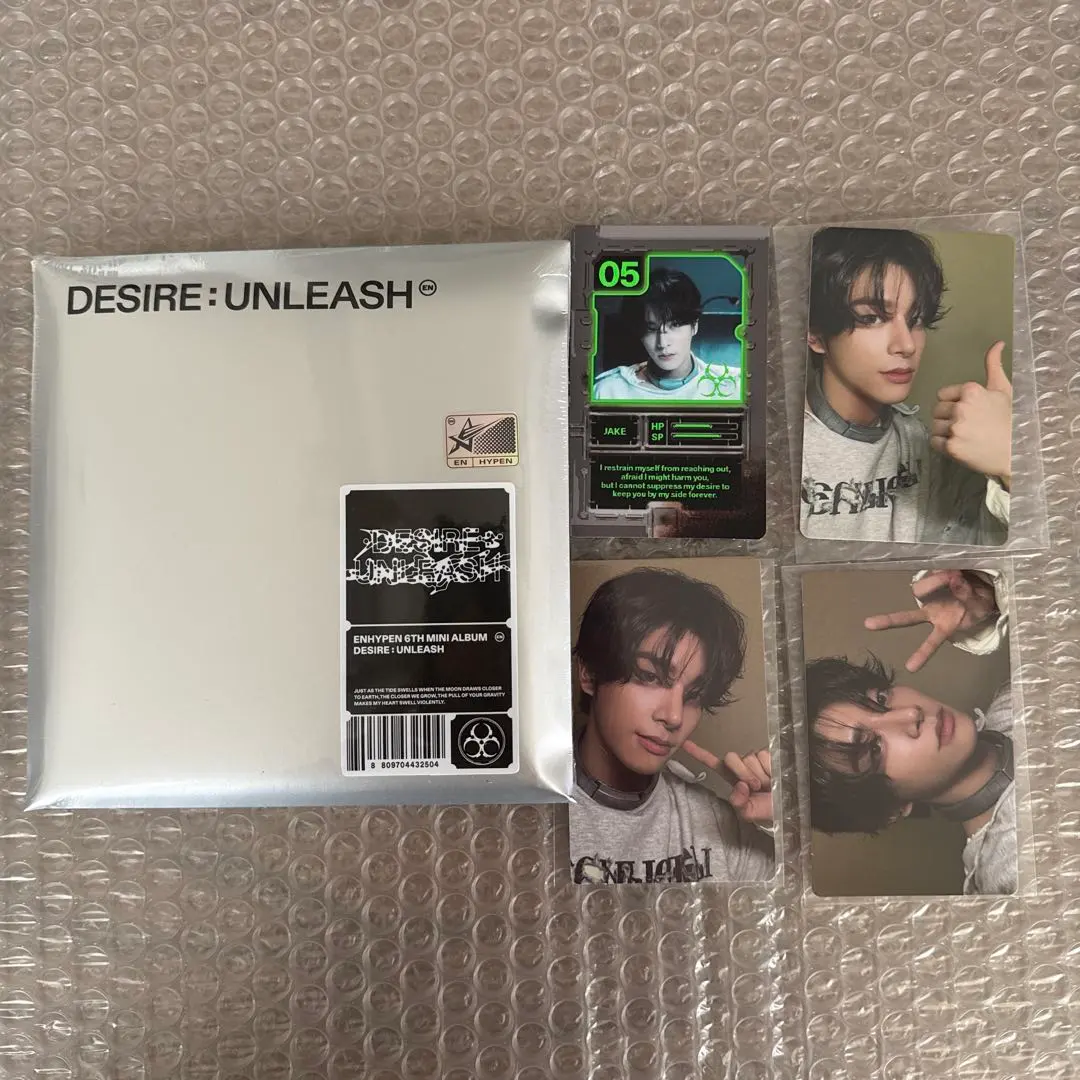 DESIRE : UNLEASH EN
EN HYPEN
DESIRE :
UNLEASH
ENHYPEN 6TH MINI ALBUM EN
DESIRE : UNLEASH
JUST AS THE TIDE SWELLS WHEN THE MOON DRAWS CLOSER
TO EARTH, THE CLOSER WE GROW, THE PULL OF YOUR GRAVITY
MAKES MY HEART SWELL VIOLENTLY.
8 809704432504
05
JAKE
HP
SP
I restrain myself from reaching out,
afraid I might harm you,
but I cannot suppress my desire to
keep you by my side forever.